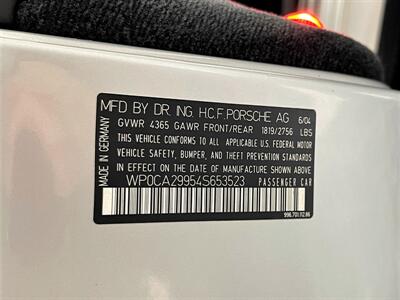 MFD BY DR. ING. H.C.F. PORSCHE AG 6/04
GVWR 4365 GAWR FRONT/REAR 1819/2756 LBS
THIS VEHICLE CONFORMS TO ALL APPLICABLE U.S. FEDERAL MOTOR
VEHICLE SAFETY, BUMPER, AND THEFT PREVENTION STANDARDS
IN EFFECT ON THE DATE OF MANUFACTURE SHOWN ABOVE.
WP0CA29954S653523 PASSENGER CAR
996.701.112.86
MADE IN GERMANY